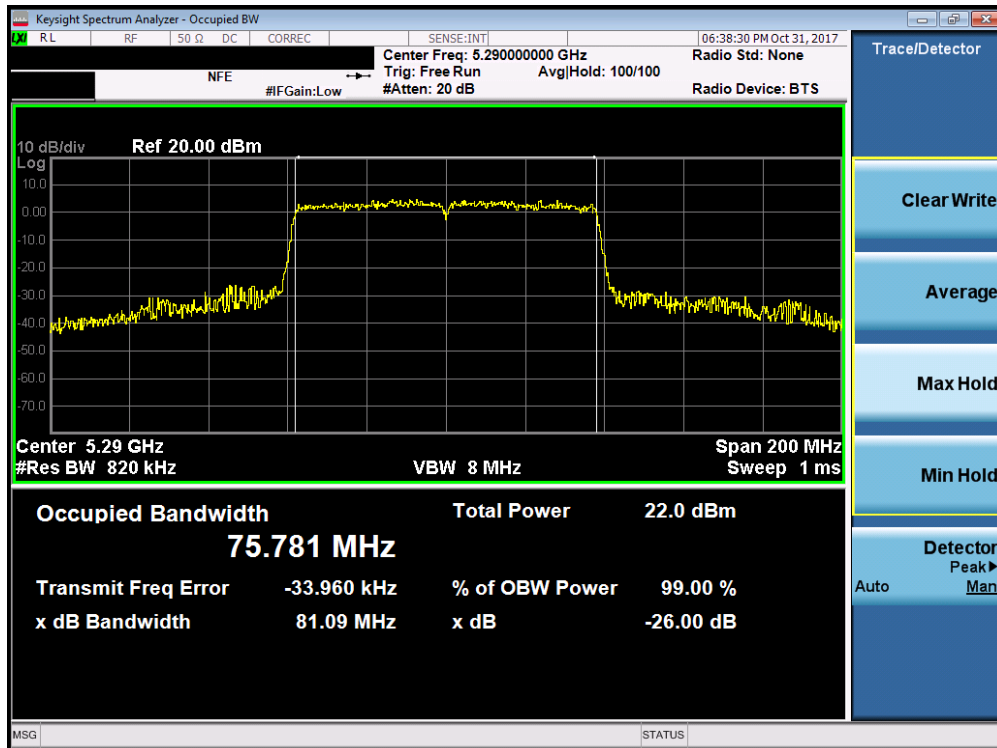 Keysight Spectrum Analyzer - Occupied BW
LXI RL RF 50 Ω DC CORREC SENSE:INT 06:38:30 PM Oct 31, 2017
Center Freq: 5.290000000 GHz Radio Std: None
NFE Trig: Free Run Avg|Hold: 100/100
#IFGain:Low #Atten: 20 dB Radio Device: BTS
10 dB/div Ref 20.00 dBm
Log
10.0
0.00
-10.0
-20.0
-30.0
-40.0
-50.0
-60.0
-70.0
Center 5.29 GHz Span 200 MHz
#Res BW 820 kHz VBW 8 MHz Sweep 1 ms
Occupied Bandwidth Total Power 22.0 dBm
75.781 MHz
Transmit Freq Error -33.960 kHz % of OBW Power 99.00 %
x dB Bandwidth 81.09 MHz x dB -26.00 dB
MSG STATUS
Trace/Detector
Clear Write
Average
Max Hold
Min Hold
Detector
Peak▶
Auto Man